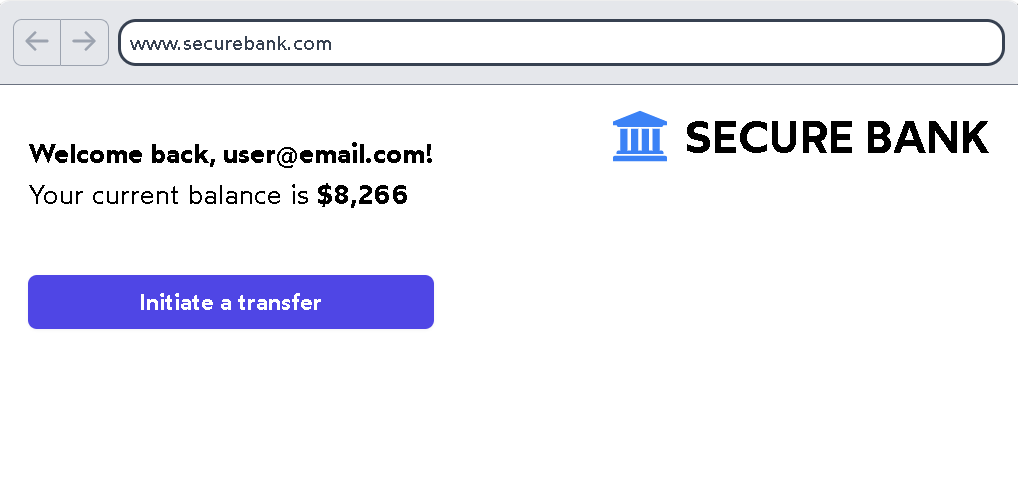 www.securebank.com
SECURE BANK
Welcome back, user@email.com!
Your current balance is $8,266
Initiate a transfer